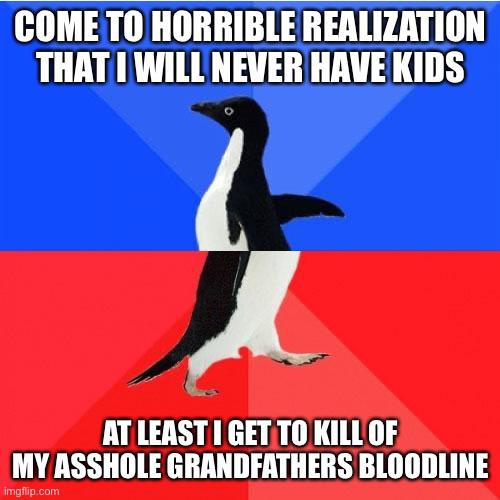 COME TO HORRIBLE REALIZATION
THAT I WILL NEVER HAVE KIDS
AT LEAST I GET TO KILL OF
MY ASSHOLE GRANDFATHERS BLOODLINE
imgflip.com